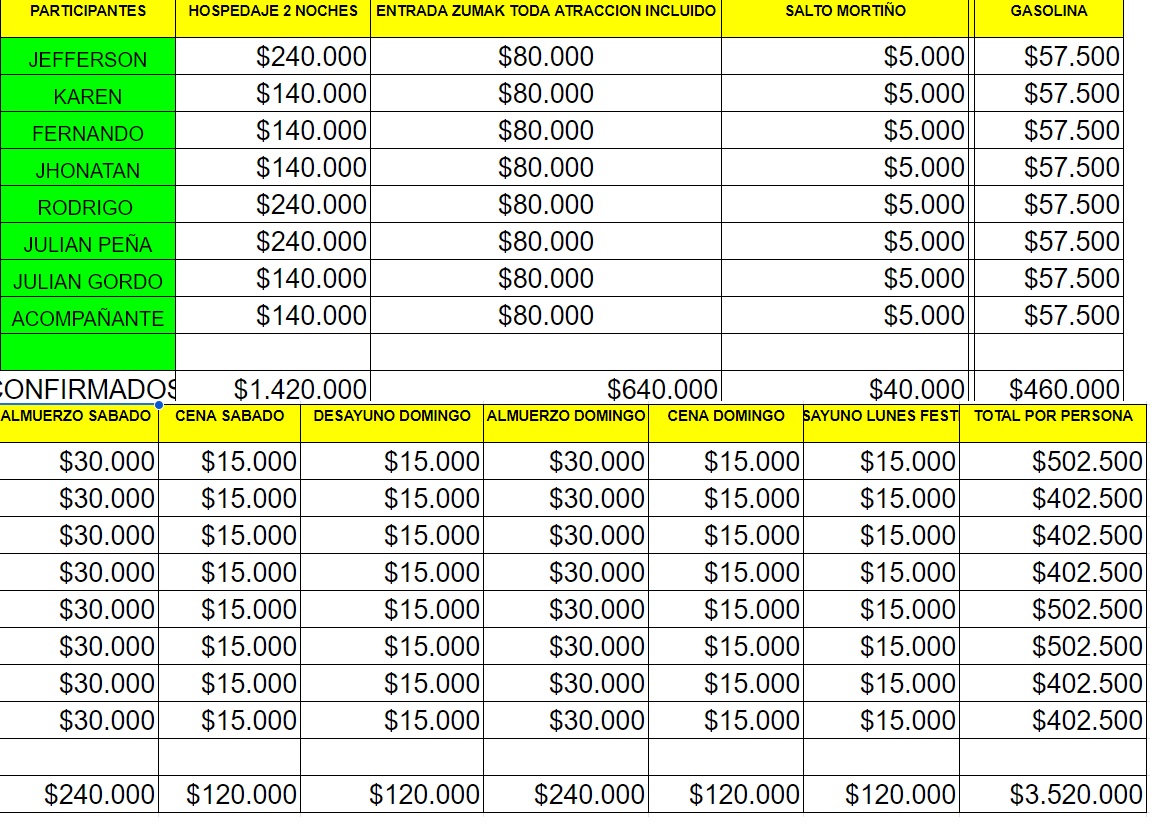 PARTICIPANTES HOSPEDAJE 2 NOCHES ENTRADA ZUMAK TODA ATRACCION INCLUIDO SALTO MORTIÑO GASOLINA
JEFFERSON $240.000 $80.000 $5.000 $57.500
KAREN $140.000 $80.000 $5.000 $57.500
FERNANDO $140.000 $80.000 $5.000 $57.500
JHONATAN $140.000 $80.000 $5.000 $57.500
RODRIGO $240.000 $80.000 $5.000 $57.500
JULIAN PEÑA $240.000 $80.000 $5.000 $57.500
JULIAN GORDO $140.000 $80.000 $5.000 $57.500
ACOMPAÑANTE $140.000 $80.000 $5.000 $57.500
CONFIRMADOS $1.420.000 $640.000 $40.000 $460.000
ALMUERZO SABADO CENA SABADO DESAYUNO DOMINGO ALMUERZO DOMINGO CENA DOMINGO SAYUNO LUNES FEST TOTAL POR PERSONA
$30.000 $15.000 $15.000 $30.000 $15.000 $15.000 $502.500
$30.000 $15.000 $15.000 $30.000 $15.000 $15.000 $402.500
$30.000 $15.000 $15.000 $30.000 $15.000 $15.000 $402.500
$30.000 $15.000 $15.000 $30.000 $15.000 $15.000 $402.500
$30.000 $15.000 $15.000 $30.000 $15.000 $15.000 $502.500
$30.000 $15.000 $15.000 $30.000 $15.000 $15.000 $502.500
$30.000 $15.000 $15.000 $30.000 $15.000 $15.000 $402.500
$30.000 $15.000 $15.000 $30.000 $15.000 $15.000 $402.500
$240.000 $120.000 $120.000 $240.000 $120.000 $120.000 $3.520.000